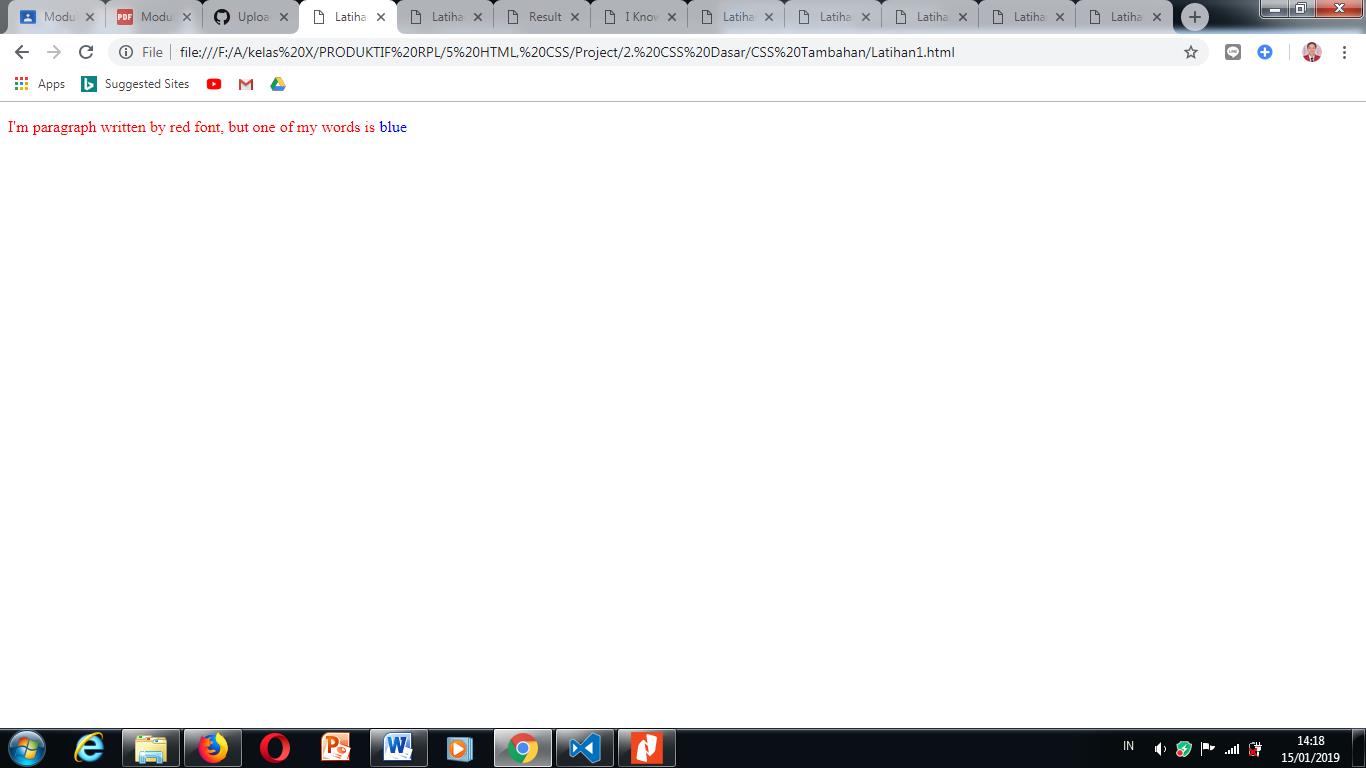 Modu
Modu
Uploa
Latiha
Latiha
Result
I Know
Latiha
Latiha
Latiha
Latiha
Latiha
File
file:///F:/A/kelas%20X/PRODUKTIF%20RPL/5%20HTML,%20CSS/Project/2.%20CSS%20Dasar/CSS%20Tambahan/Latihan1.html
Apps
Suggested Sites
I'm paragraph written by red font, but one of my words is blue
IN
14:18
15/01/2019